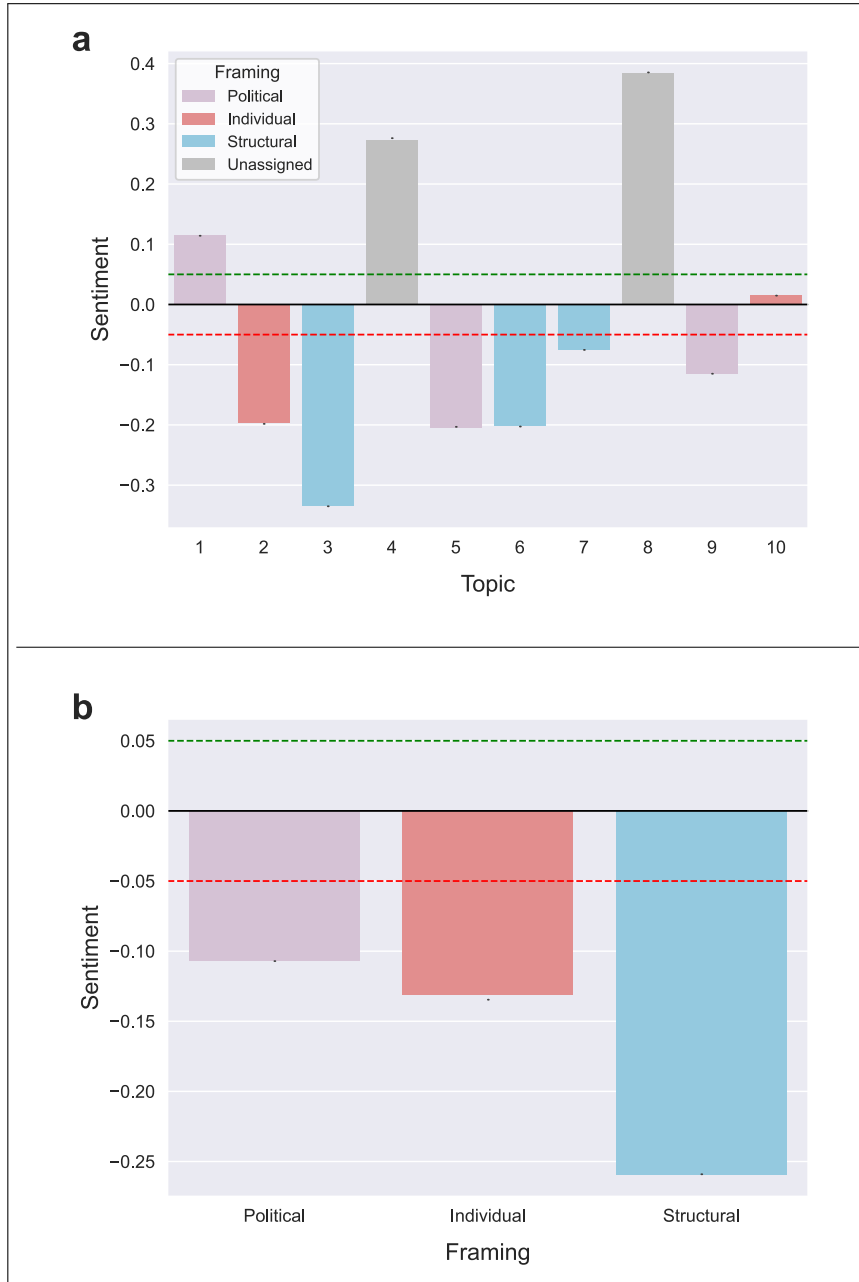 a
Framing
Political
Individual
Structural
Unassigned
0.4
0.3
0.2
0.1
0.0
−0.1
−0.2
−0.3
Sentiment
1 2 3 4 5 6 7 8 9 10
Topic
b
0.05
0.00
−0.05
−0.10
−0.15
−0.20
−0.25
Sentiment
Political Individual Structural
Framing